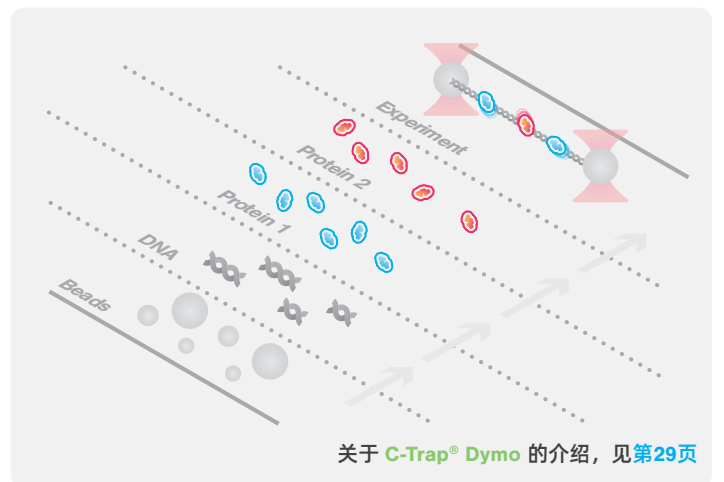 Experiment
Protein 2
Protein 1
DNA
Beads
关于 C-Trap® Dymo 的介绍，见第29页